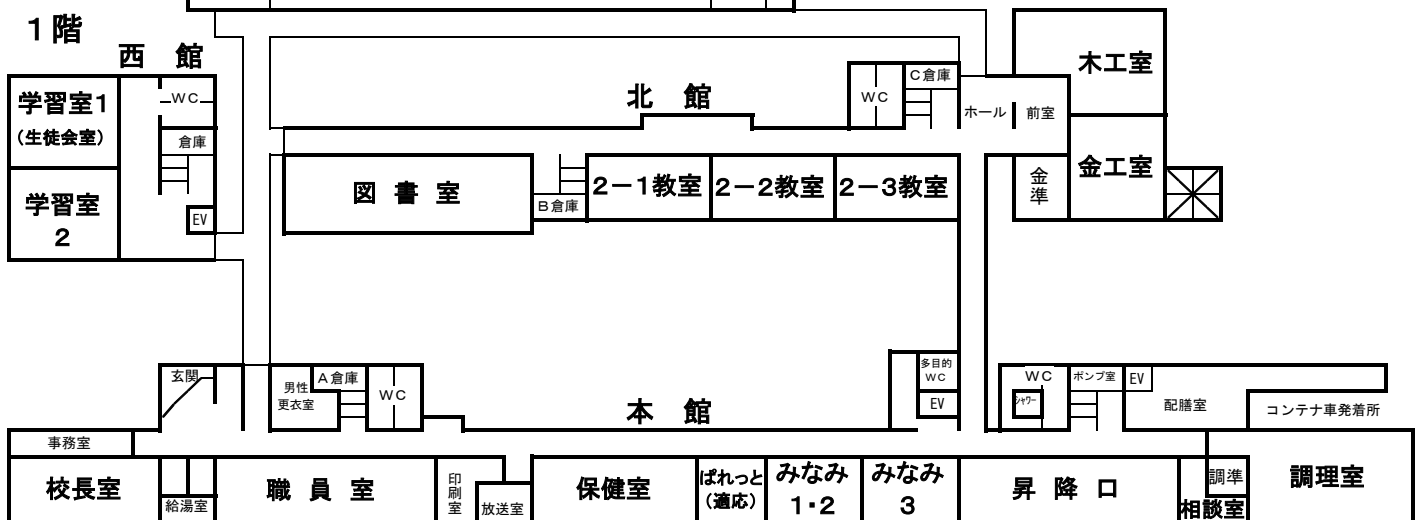 １階
西　館
学習室１
（生徒会室）
WC
倉庫
学習室
２
EV
北　館
WC
C倉庫
ホール
前室
木工室
金工室
金
準
図　書　室
B倉庫
２－１教室
２－２教室
２－３教室
玄関
男性
更衣室
A倉庫
WC
本　館
多目的
WC
EV
WC
シャワー
ポンプ室
EV
配膳室
コンテナ車発着所
事務室
校長室
給湯室
職　員　室
印
刷
室
放送室
保健室
ぱれっと
（適応）
みなみ
１・２
みなみ
３
昇　降　口
調準
相談室
調理室